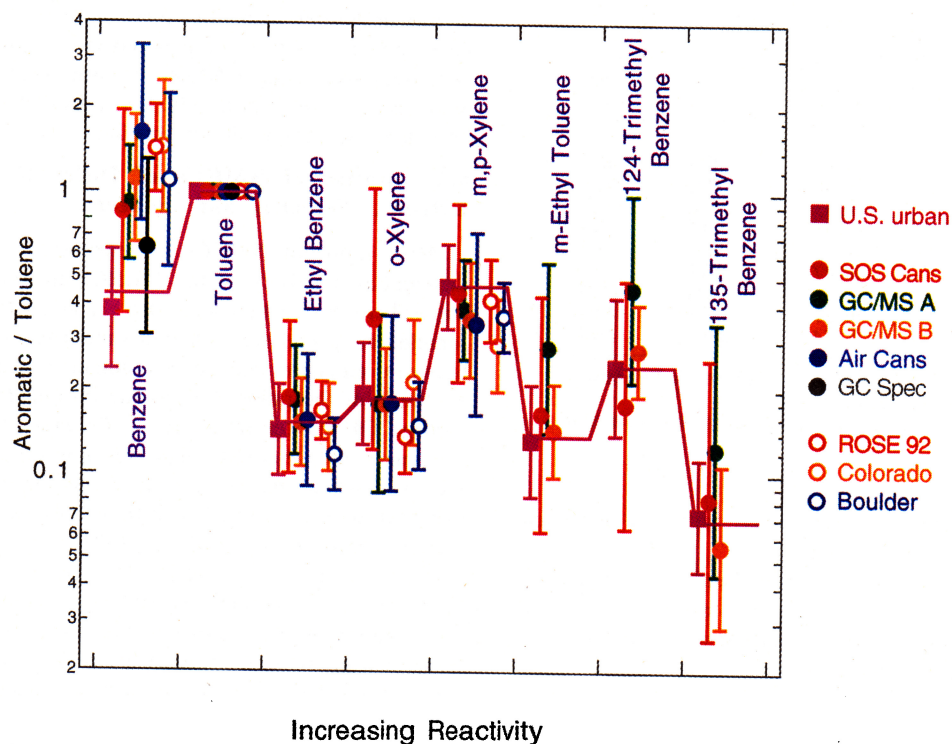 4
3
2
1
7
6
5
4
3
2
0.1
7
6
5
4
3
2
Aromatic / Toluene
Benzene
Toluene
Ethyl Benzene
o-Xylene
m,p-Xylene
m-Ethyl Toluene
124-Trimethyl
Benzene
135-Trimethyl
Benzene
U.S. urban
SOS Cans
GC/MS A
GC/MS B
Air Cans
GC Spec
ROSE 92
Colorado
Boulder
Increasing Reactivity